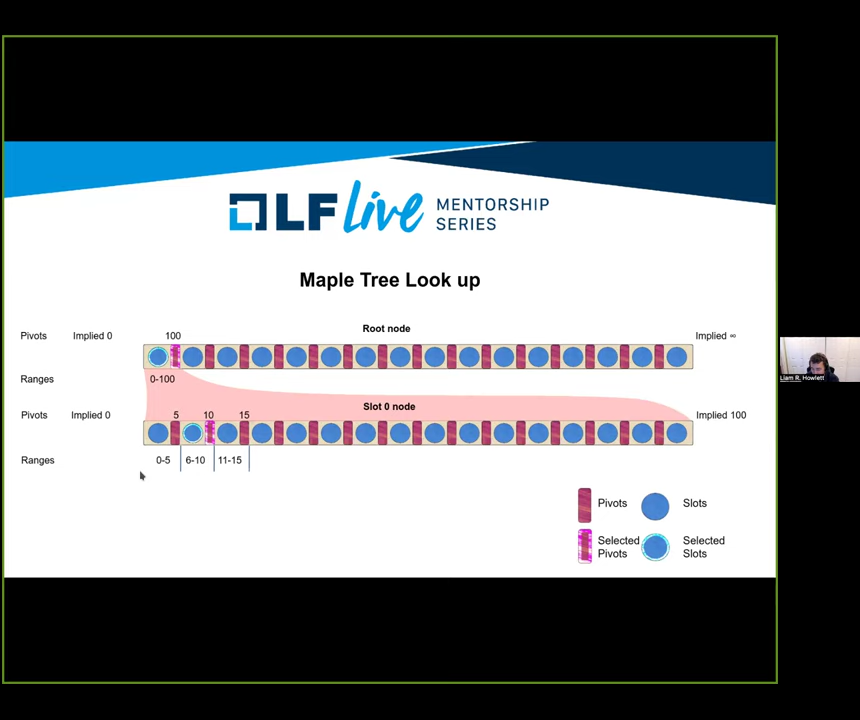 LF Live MENTORSHIP
SERIES
Maple Tree Look up
Root node
Pivots Implied 0 100 Implied ∞
Ranges 0-100
Slot 0 node
Pivots Implied 0 5 10 15 Implied 100
Ranges 0-5 6-10 11-15
Pivots Slots
Selected Pivots
Selected Slots
Liam R. Howlett